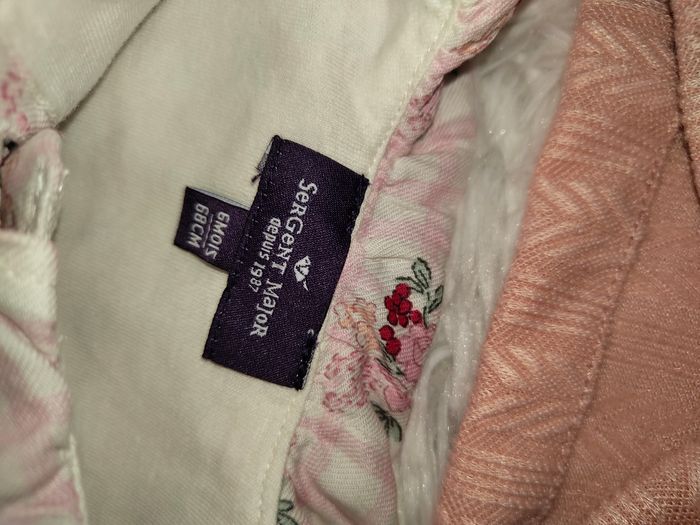 SeRGeNT MaJoR
depuis 1987
6MOIS
68CM